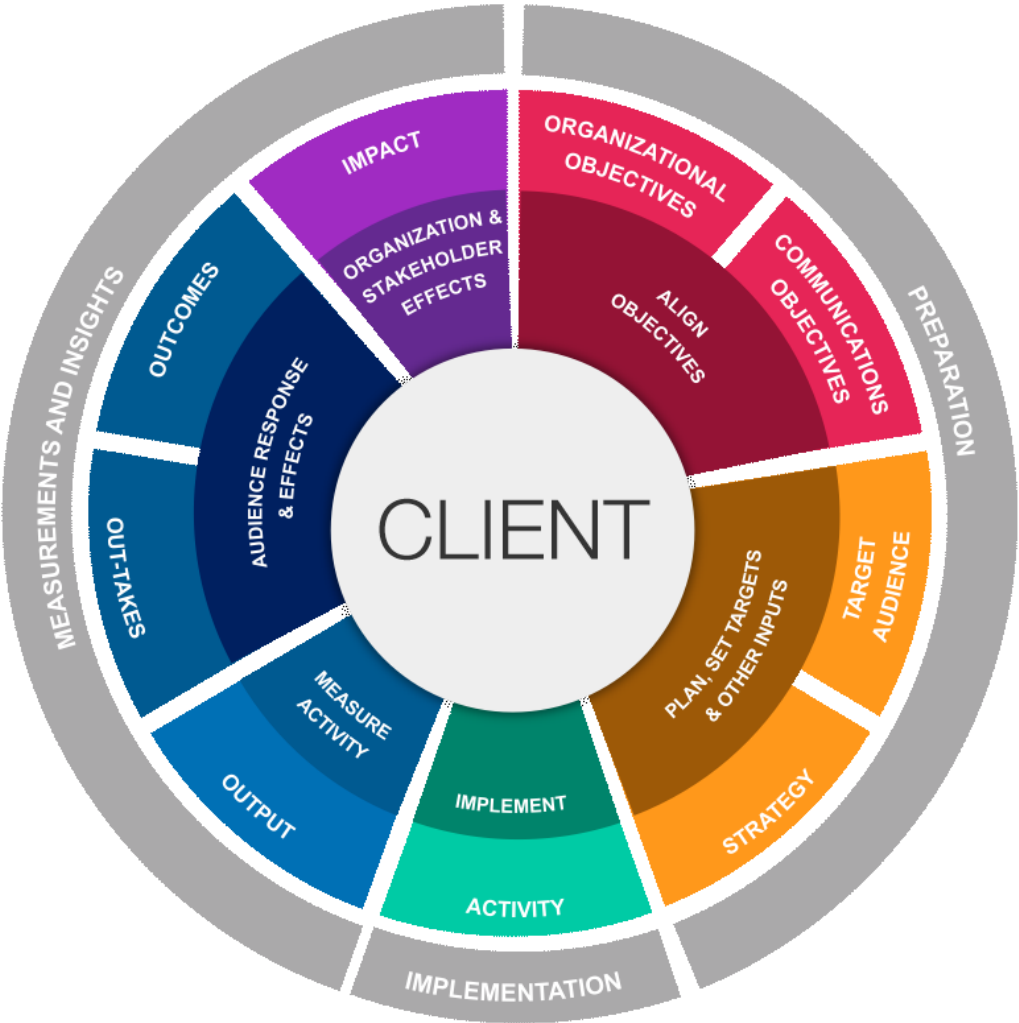 ORGANIZATIONAL
OBJECTIVES
COMMUNICATIONS
OBJECTIVES
ALIGN
OBJECTIVES
PREPARATION
TARGET
AUDIENCE
PLAN, SET TARGETS
& OTHER INPUTS
STRATEGY
IMPLEMENT
ACTIVITY
IMPLEMENTATION
MEASURE
ACTIVITY
OUTPUT
OUT-TAKES
OUTCOMES
AUDIENCE RESPONSE
& EFFECTS
MEASUREMENTS AND INSIGHTS
IMPACT
ORGANIZATION &
STAKEHOLDER
EFFECTS
CLIENT